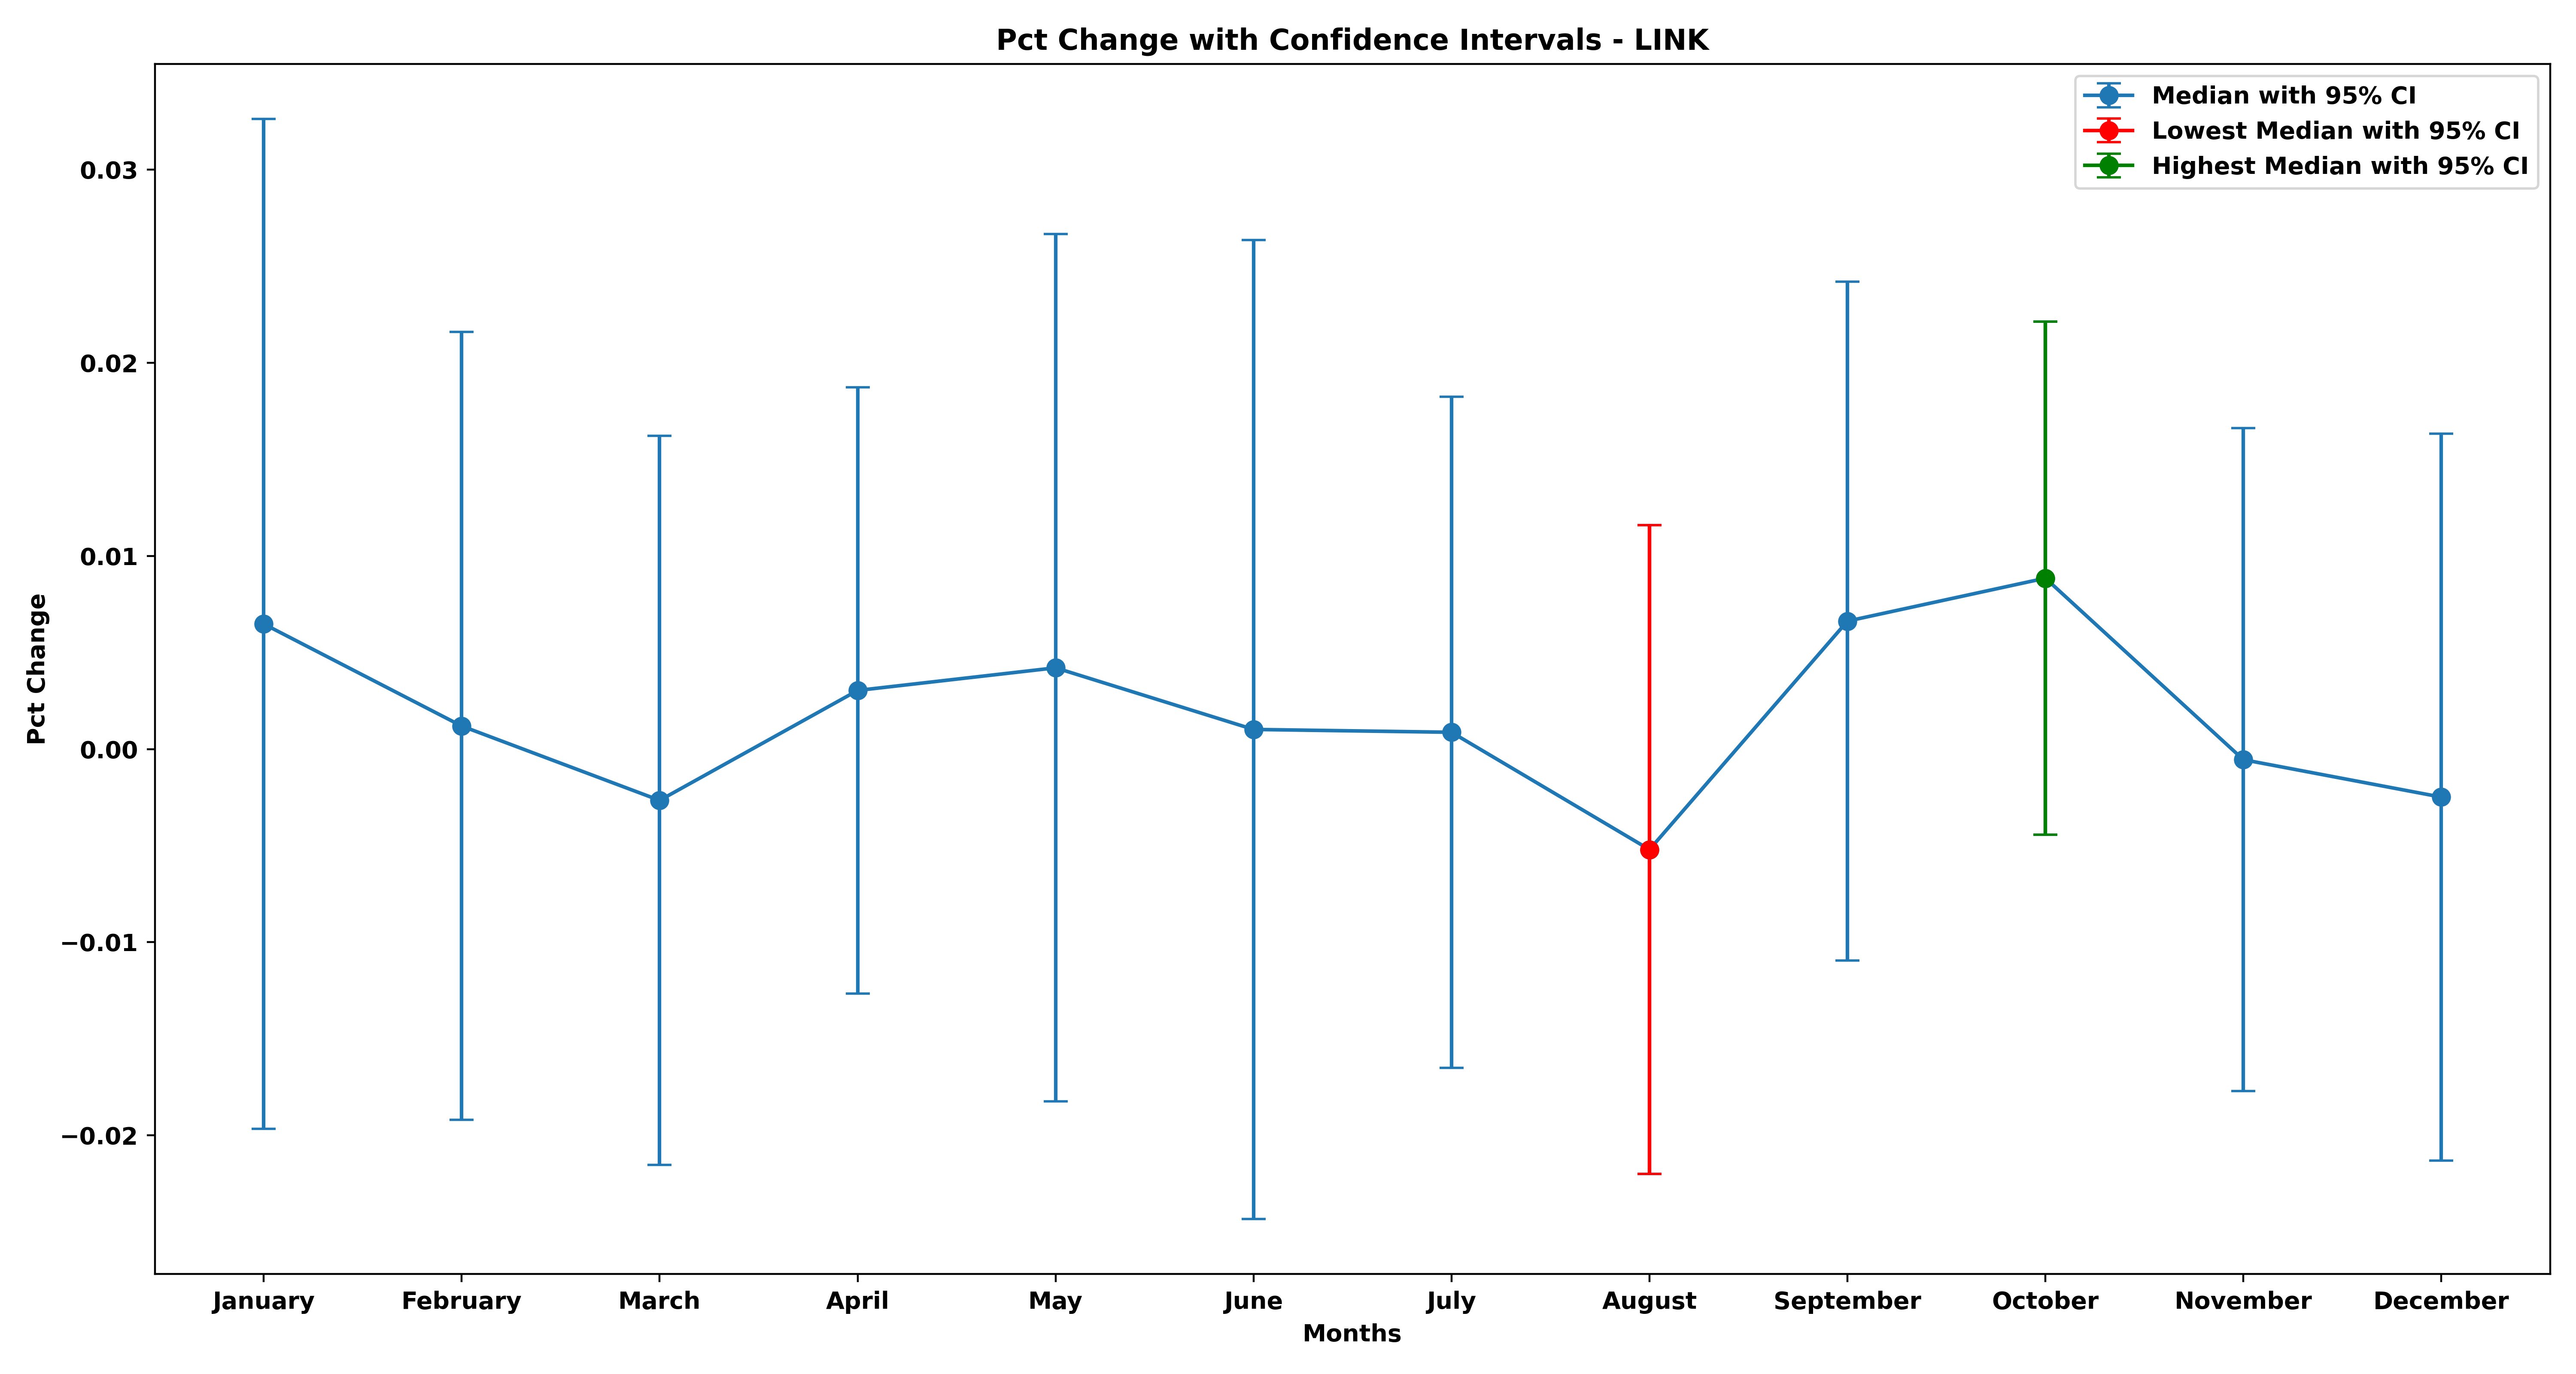 Pct Change with Confidence Intervals - LINK
Median with 95% CI
Lowest Median with 95% CI
Highest Median with 95% CI
Pct Change
0.03
0.02
0.01
0.00
−0.01
−0.02
January February March April May June July August September October November December
Months